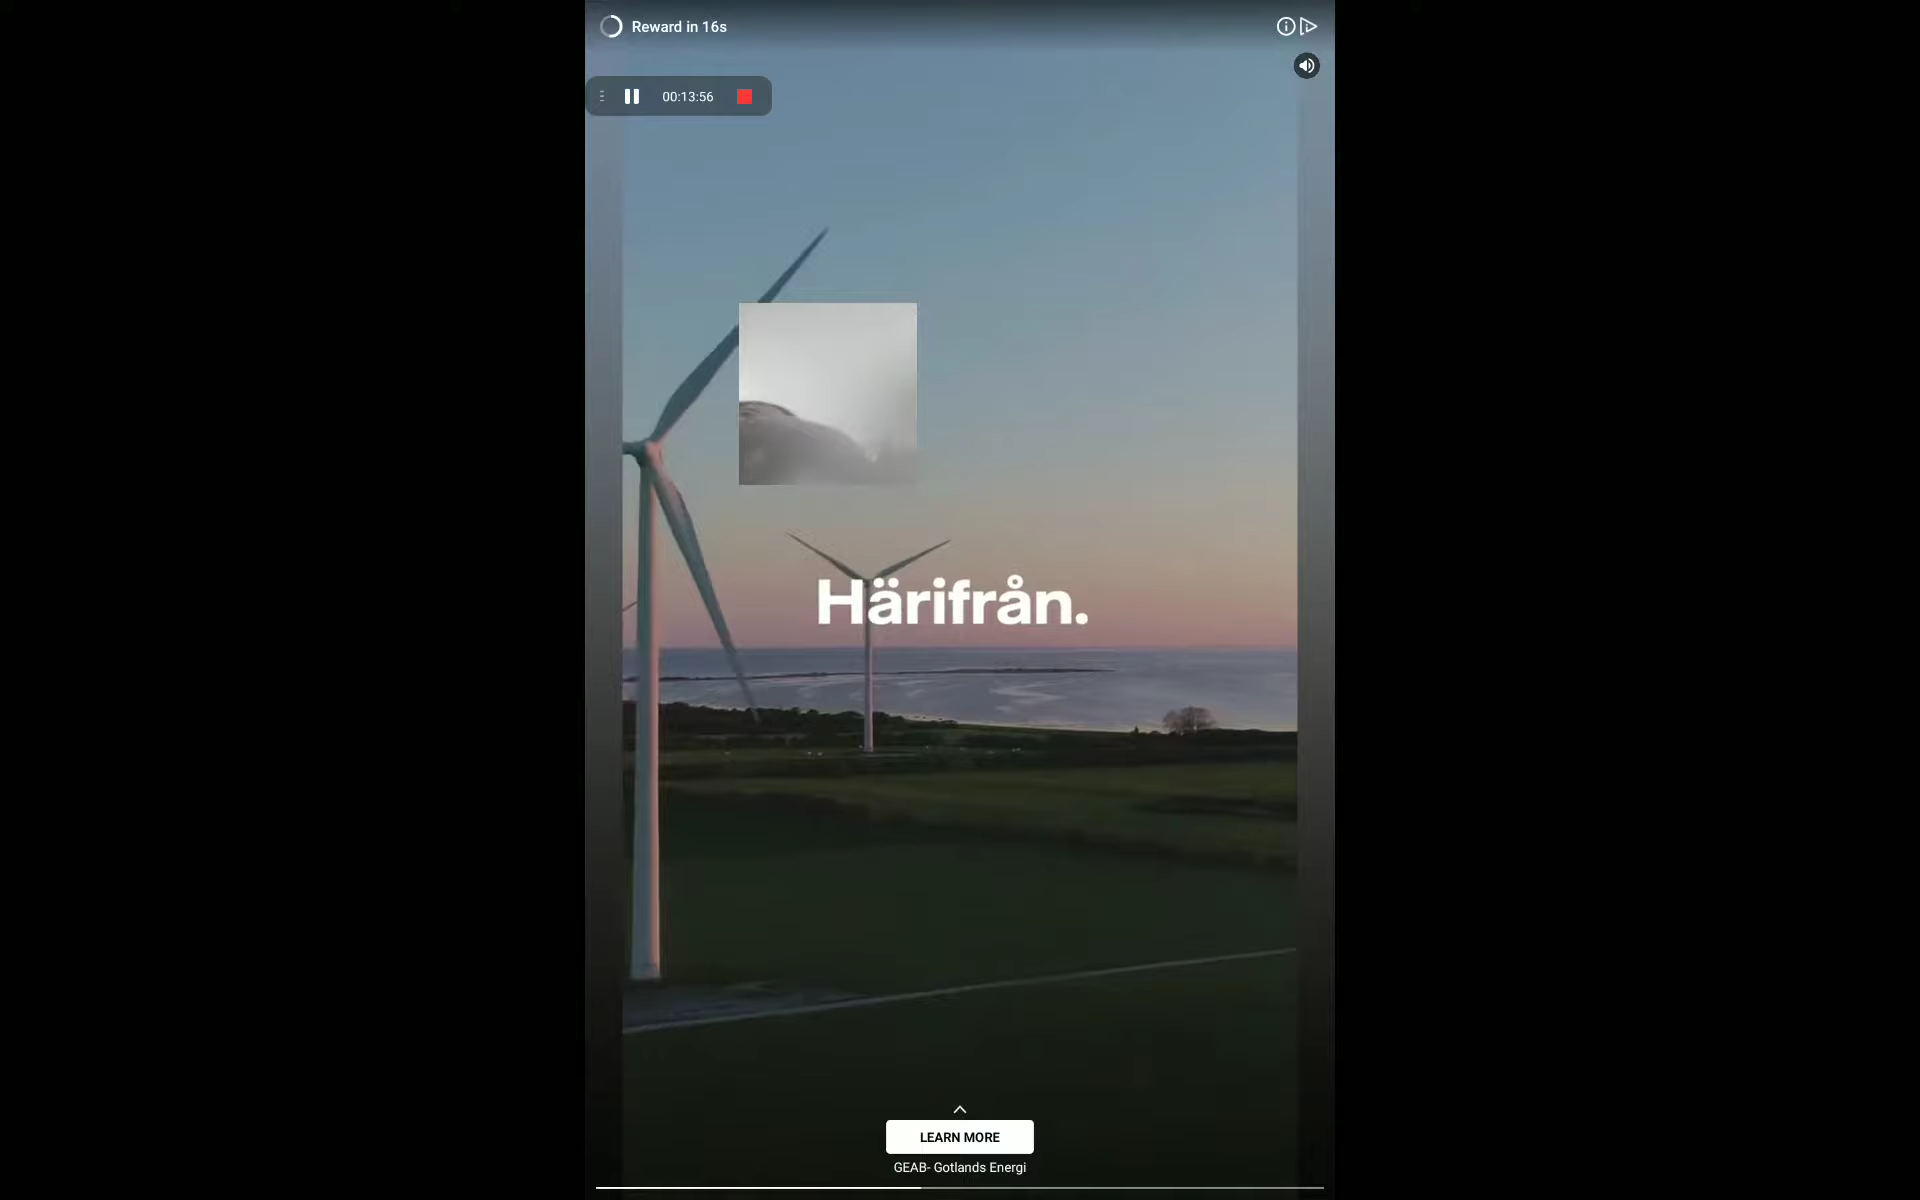 Reward in 16s
00:13:56
Härifrån.
LEARN MORE
GEAB- Gotlands Energi